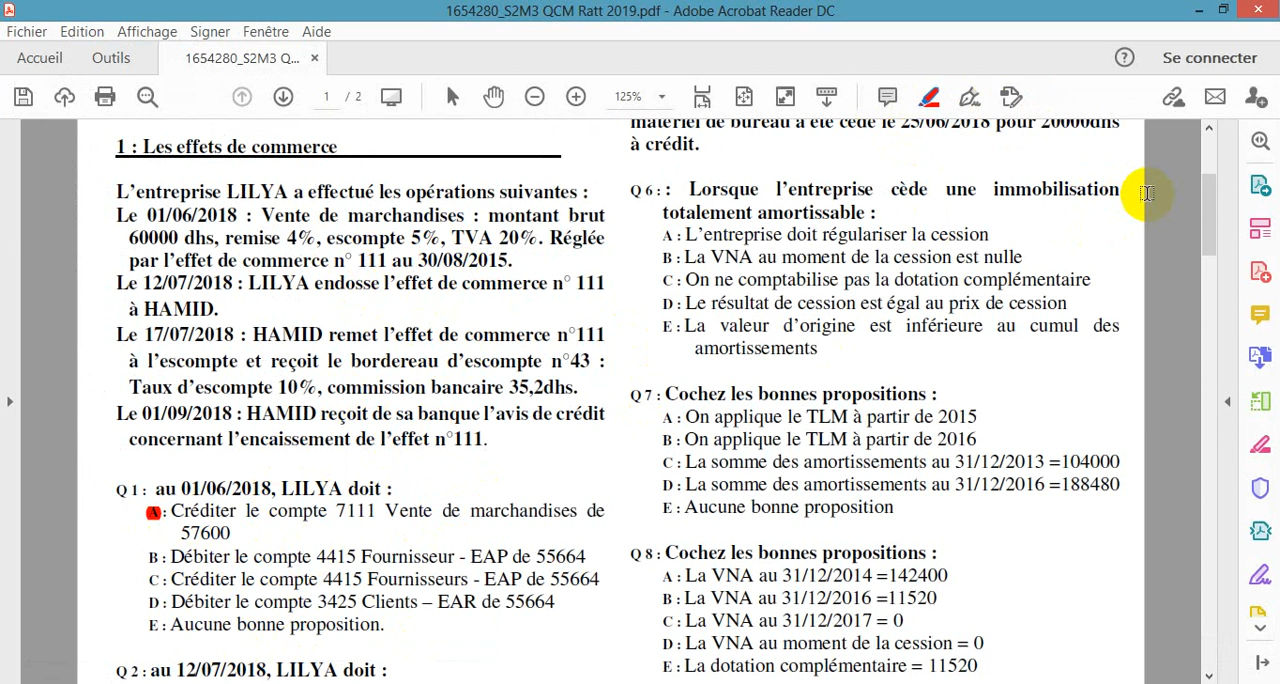 1654280_S2M3 QCM Ratt 2019.pdf - Adobe Acrobat Reader DC
Fichier Edition Affichage Signer Fenêtre Aide
Accueil Outils 1654280_S2M3 Q... × Se connecter
1 / 2 125%
1 : Les effets de commerce
L'entreprise LILYA a effectué les opérations suivantes :
Le 01/06/2018 : Vente de marchandises : montant brut
60000 dhs, remise 4%, escompte 5%, TVA 20%. Réglée
par l'effet de commerce n° 111 au 30/08/2015.
Le 12/07/2018 : LILYA endosse l'effet de commerce n° 111
à HAMID.
Le 17/07/2018 : HAMID remet l'effet de commerce n°111
à l'escompte et reçoit le bordereau d'escompte n°43 :
Taux d'escompte 10%, commission bancaire 35,2dhs.
Le 01/09/2018 : HAMID reçoit de sa banque l'avis de crédit
concernant l'encaissement de l'effet n°111.
Q 1 : au 01/06/2018, LILYA doit :
A : Créditer le compte 7111 Vente de marchandises de
57600
B : Débiter le compte 4415 Fournisseur - EAP de 55664
C : Créditer le compte 4415 Fournisseurs - EAP de 55664
D : Débiter le compte 3425 Clients – EAR de 55664
E : Aucune bonne proposition.
Q 2 : au 12/07/2018, LILYA doit :
matériel de bureau a été cédé le 25/06/2018 pour 20000dhs
à crédit.
Q 6 : : Lorsque l'entreprise cède une immobilisation
totalement amortissable :
A : L'entreprise doit régulariser la cession
B : La VNA au moment de la cession est nulle
C : On ne comptabilise pas la dotation complémentaire
D : Le résultat de cession est égal au prix de cession
E : La valeur d'origine est inférieure au cumul des
amortissements
Q 7 : Cochez les bonnes propositions :
A : On applique le TLM à partir de 2015
B : On applique le TLM à partir de 2016
C : La somme des amortissements au 31/12/2013 =104000
D : La somme des amortissements au 31/12/2016 =188480
E : Aucune bonne proposition
Q 8 : Cochez les bonnes propositions :
A : La VNA au 31/12/2014 =142400
B : La VNA au 31/12/2016 =11520
C : La VNA au 31/12/2017 = 0
D : La VNA au moment de la cession = 0
E : La dotation complémentaire = 11520